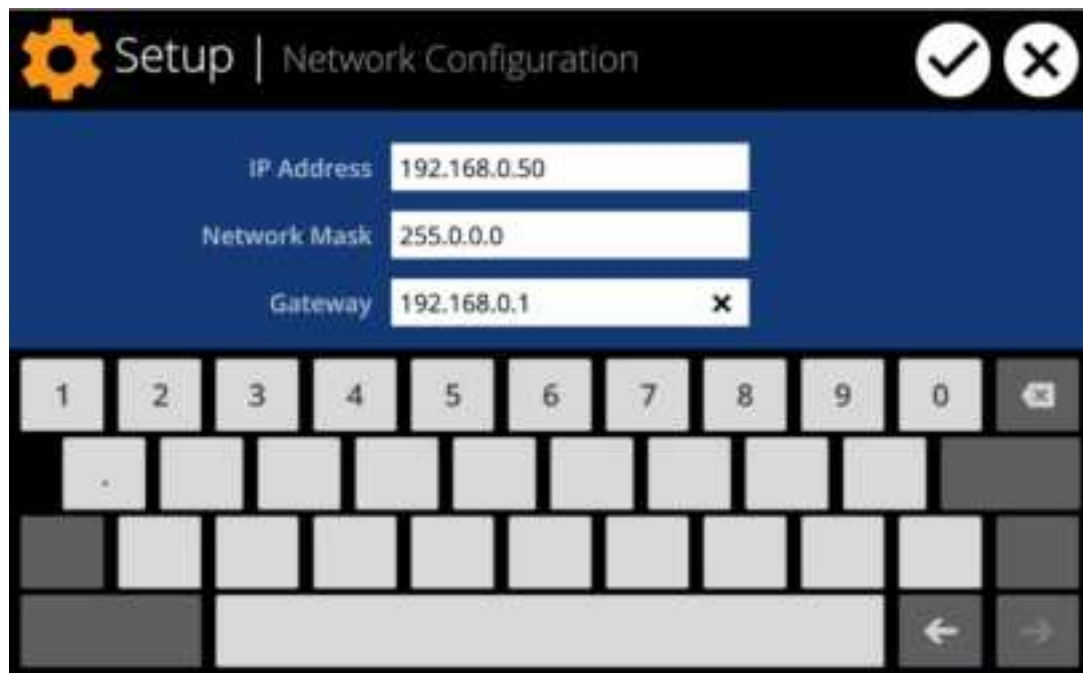 Setup | Network Configuration
IP Address 192.168.0.50
Network Mask 255.0.0.0
Gateway 192.168.0.1
1 2 3 4 5 6 7 8 9 0
.